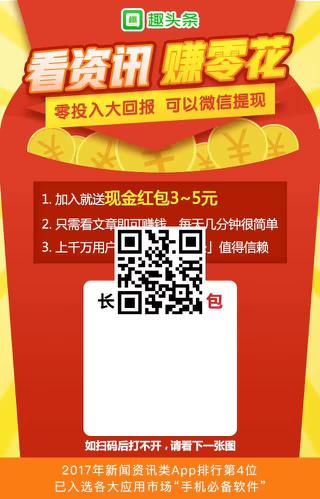 趣 趣头条
看资讯 赚零花
零投入大回报 可以微信提现
1. 加入就送现金红包3~5元
2. 只需看文章即可赚钱，每天几分钟很简单
3. 上千万用户 」值得信赖
长 包
如扫码后打不开，请看下一张图
2017年新闻资讯类App排行第4位
已入选各大应用市场“手机必备软件”